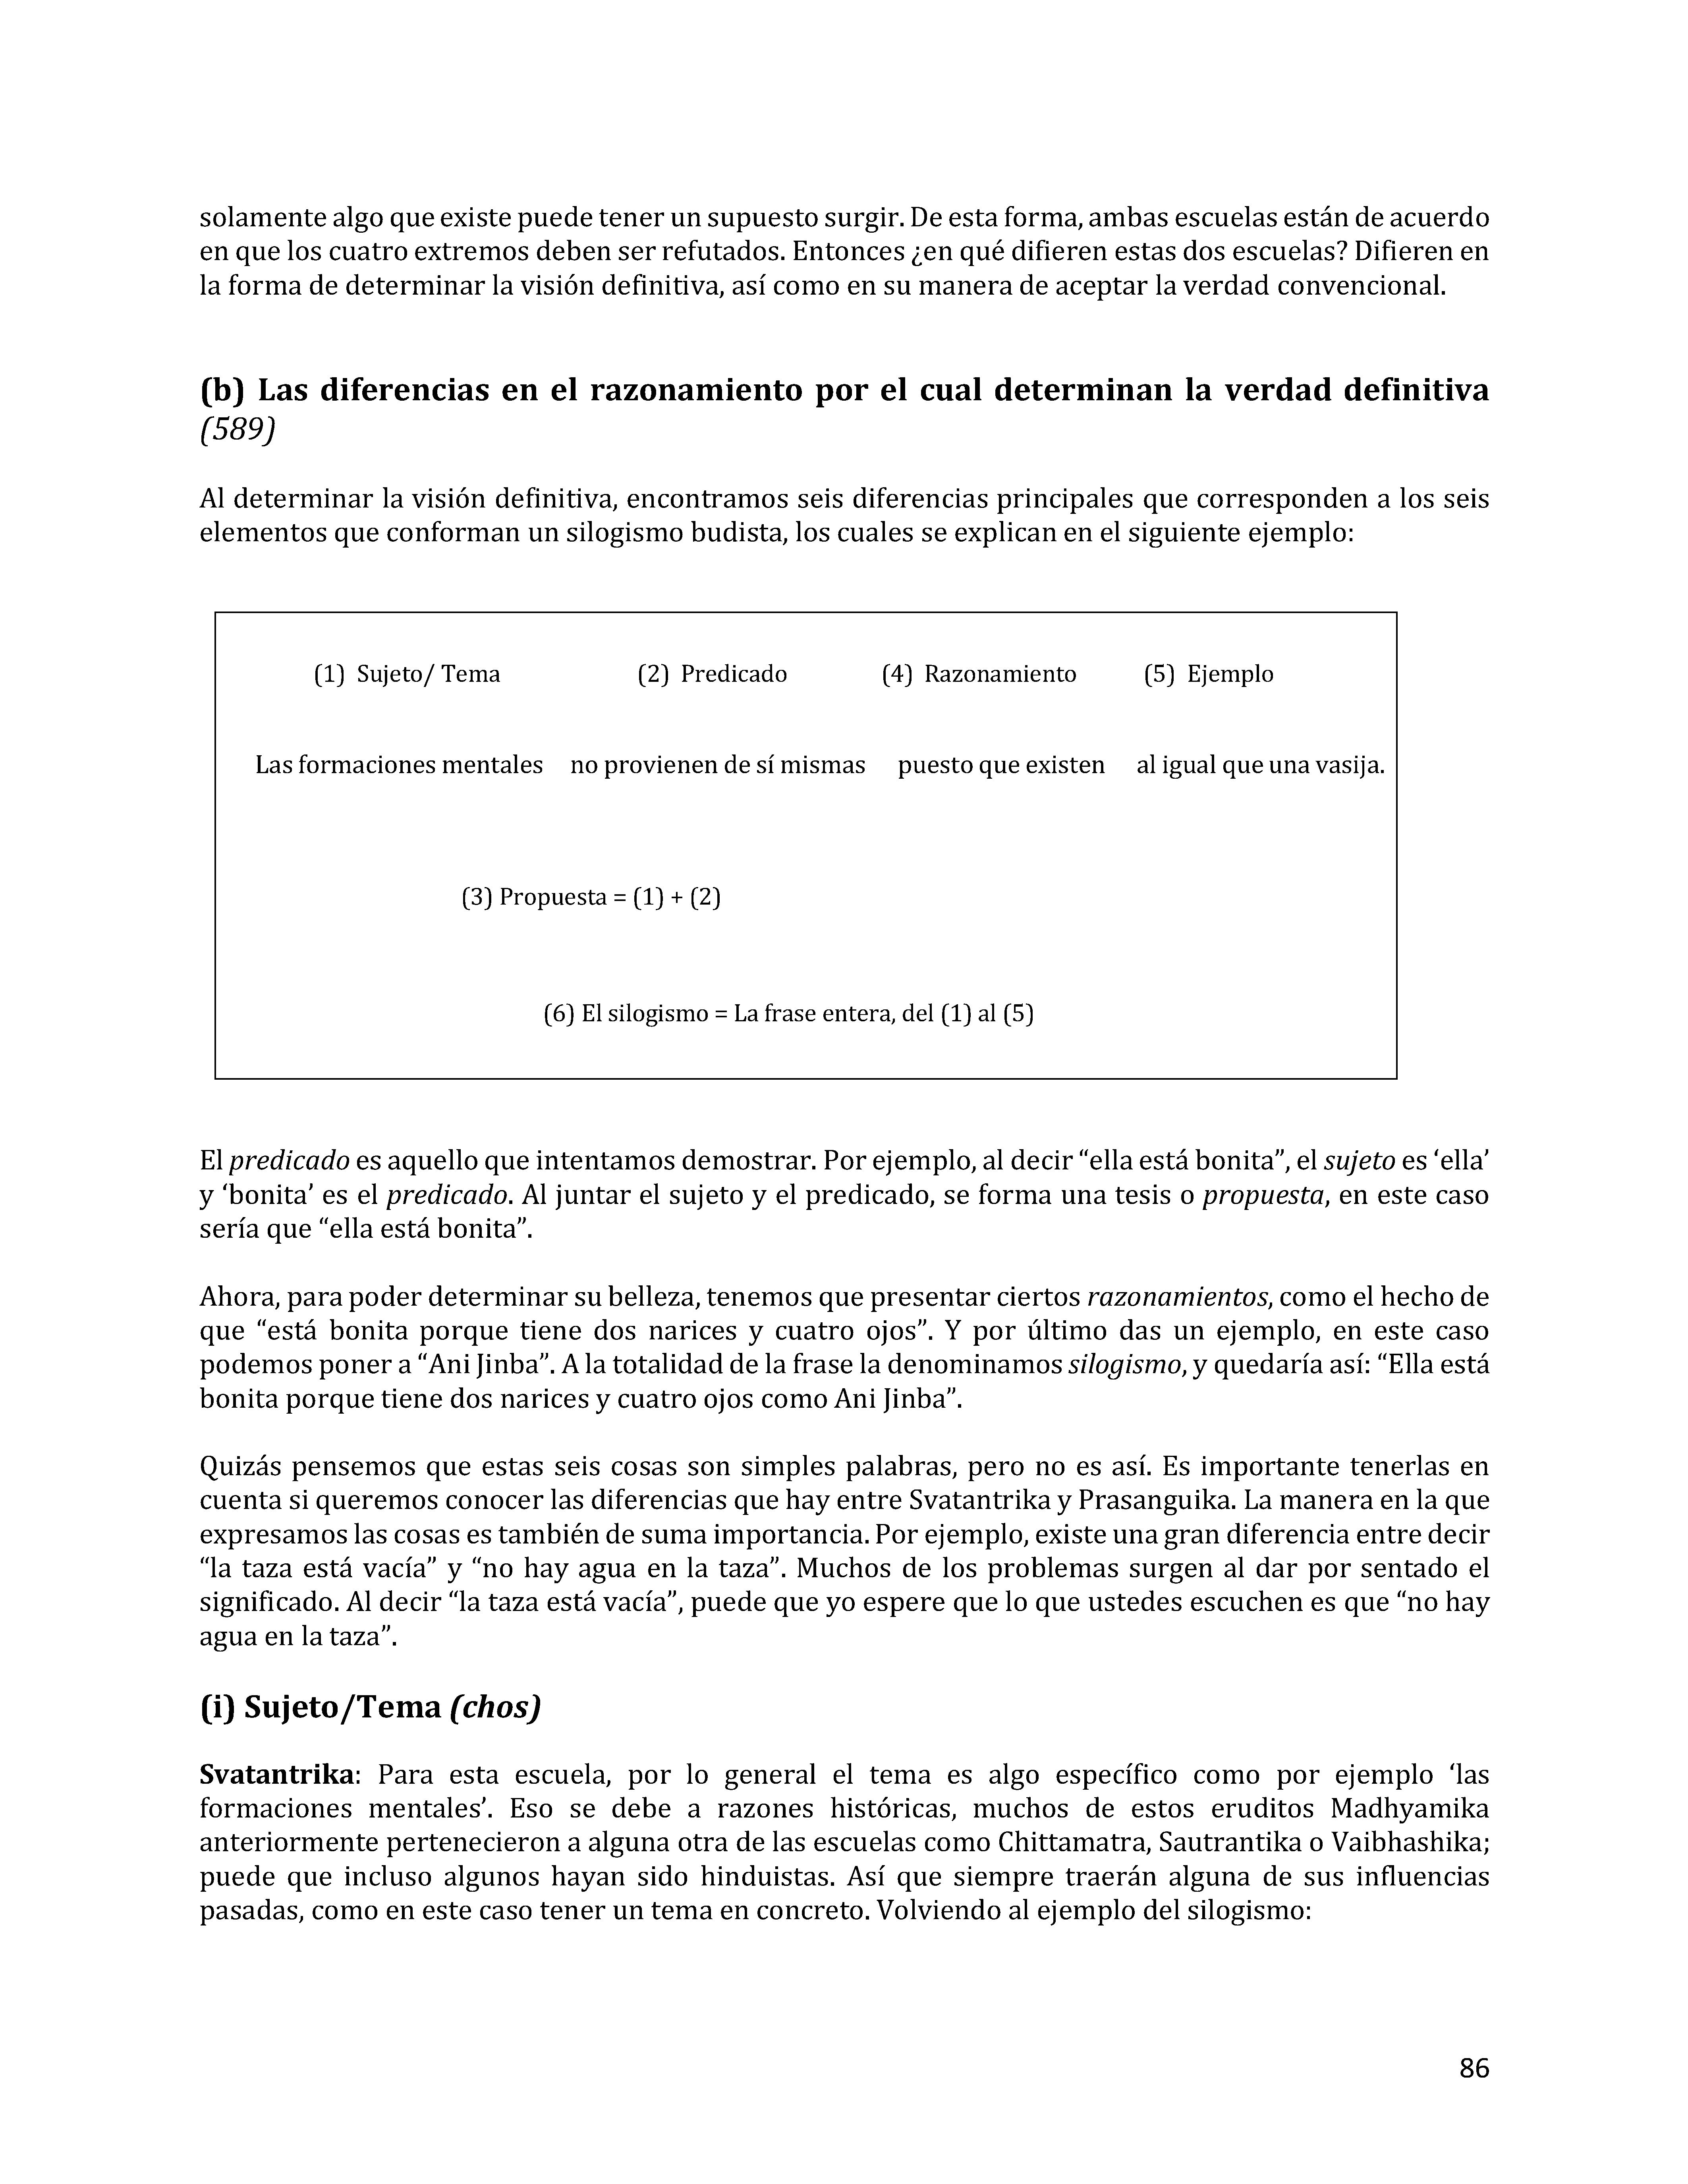 solamente algo que existe puede tener un supuesto surgir. De esta forma, ambas escuelas están de acuerdo
en que los cuatro extremos deben ser refutados. Entonces ¿en qué difieren estas dos escuelas? Difieren en
la forma de determinar la visión definitiva, así como en su manera de aceptar la verdad convencional.
(b) Las diferencias en el razonamiento por el cual determinan la verdad definitiva
(589)
Al determinar la visión definitiva, encontramos seis diferencias principales que corresponden a los seis
elementos que conforman un silogismo budista, los cuales se explican en el siguiente ejemplo:
(1) Sujeto/ Tema (2) Predicado (4) Razonamiento (5) Ejemplo
Las formaciones mentales no provienen de sí mismas puesto que existen al igual que una vasija.
(3) Propuesta = (1) + (2)
(6) El silogismo = La frase entera, del (1) al (5)
El predicado es aquello que intentamos demostrar. Por ejemplo, al decir “ella está bonita”, el sujeto es ‘ella’
y ‘bonita’ es el predicado. Al juntar el sujeto y el predicado, se forma una tesis o propuesta, en este caso
sería que “ella está bonita”.
Ahora, para poder determinar su belleza, tenemos que presentar ciertos razonamientos, como el hecho de
que “está bonita porque tiene dos narices y cuatro ojos”. Y por último das un ejemplo, en este caso
podemos poner a “Ani Jinba”. A la totalidad de la frase la denominamos silogismo, y quedaría así: “Ella está
bonita porque tiene dos narices y cuatro ojos como Ani Jinba”.
Quizás pensemos que estas seis cosas son simples palabras, pero no es así. Es importante tenerlas en
cuenta si queremos conocer las diferencias que hay entre Svatantrika y Prasanguika. La manera en la que
expresamos las cosas es también de suma importancia. Por ejemplo, existe una gran diferencia entre decir
“la taza está vacía” y “no hay agua en la taza”. Muchos de los problemas surgen al dar por sentado el
significado. Al decir “la taza está vacía”, puede que yo espere que lo que ustedes escuchen es que “no hay
agua en la taza”.
(i) Sujeto/Tema (chos)
Svatantrika: Para esta escuela, por lo general el tema es algo específico como por ejemplo ‘las
formaciones mentales’. Eso se debe a razones históricas, muchos de estos eruditos Madhyamika
anteriormente pertenecieron a alguna otra de las escuelas como Chittamatra, Sautrantika o Vaibhashika;
puede que incluso algunos hayan sido hinduistas. Así que siempre traerán alguna de sus influencias
pasadas, como en este caso tener un tema en concreto. Volviendo al ejemplo del silogismo:
86